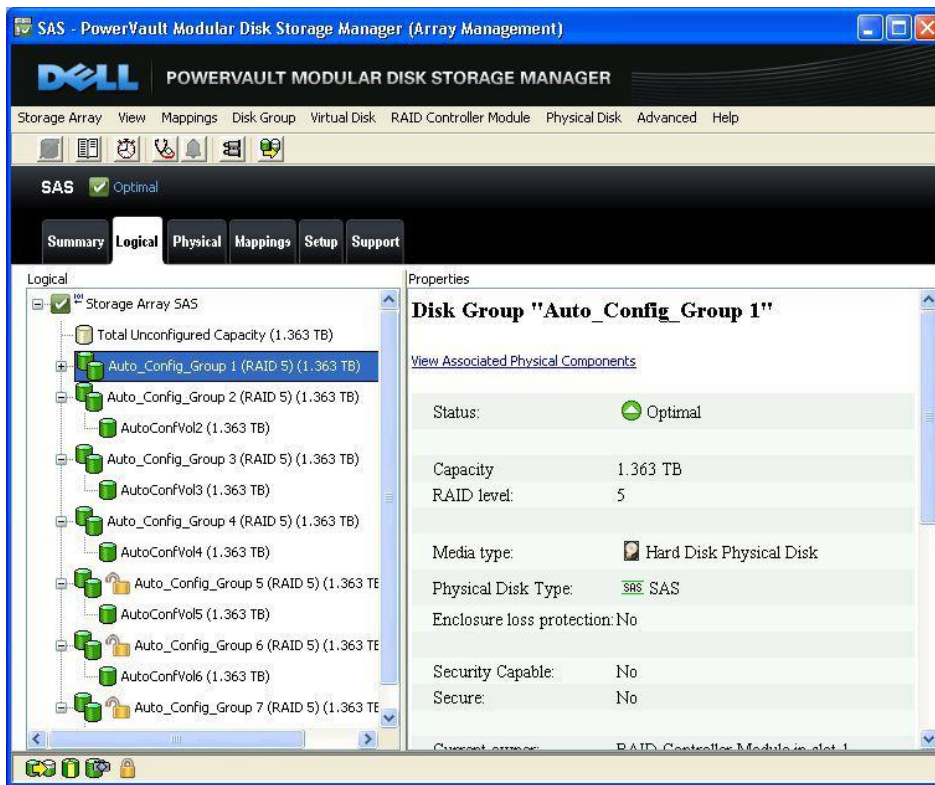 SAS - PowerVault Modular Disk Storage Manager (Array Management)
DELL POWERVAULT MODULAR DISK STORAGE MANAGER
Storage Array View Mappings Disk Group Virtual Disk RAID Controller Module Physical Disk Advanced Help
SAS Optimal
Summary Logical Physical Mappings Setup Support
Logical
Storage Array SAS
Total Unconfigured Capacity (1.363 TB)
Auto_Config_Group 1 (RAID 5) (1.363 TB)
Auto_Config_Group 2 (RAID 5) (1.363 TB)
AutoConfVol2 (1.363 TB)
Auto_Config_Group 3 (RAID 5) (1.363 TB)
AutoConfVol3 (1.363 TB)
Auto_Config_Group 4 (RAID 5) (1.363 TB)
AutoConfVol4 (1.363 TB)
Auto_Config_Group 5 (RAID 5) (1.363 TE
AutoConfVol5 (1.363 TB)
Auto_Config_Group 6 (RAID 5) (1.363 TE
AutoConfVol6 (1.363 TB)
Auto_Config_Group 7 (RAID 5) (1.363 TE
Properties
Disk Group "Auto_Config_Group 1"
View Associated Physical Components
Status: Optimal
Capacity 1.363 TB
RAID level: 5
Media type: Hard Disk Physical Disk
Physical Disk Type: SAS SAS
Enclosure loss protection: No
Security Capable: No
Secure: No
Current owner: RAID Controller Module in slot 1